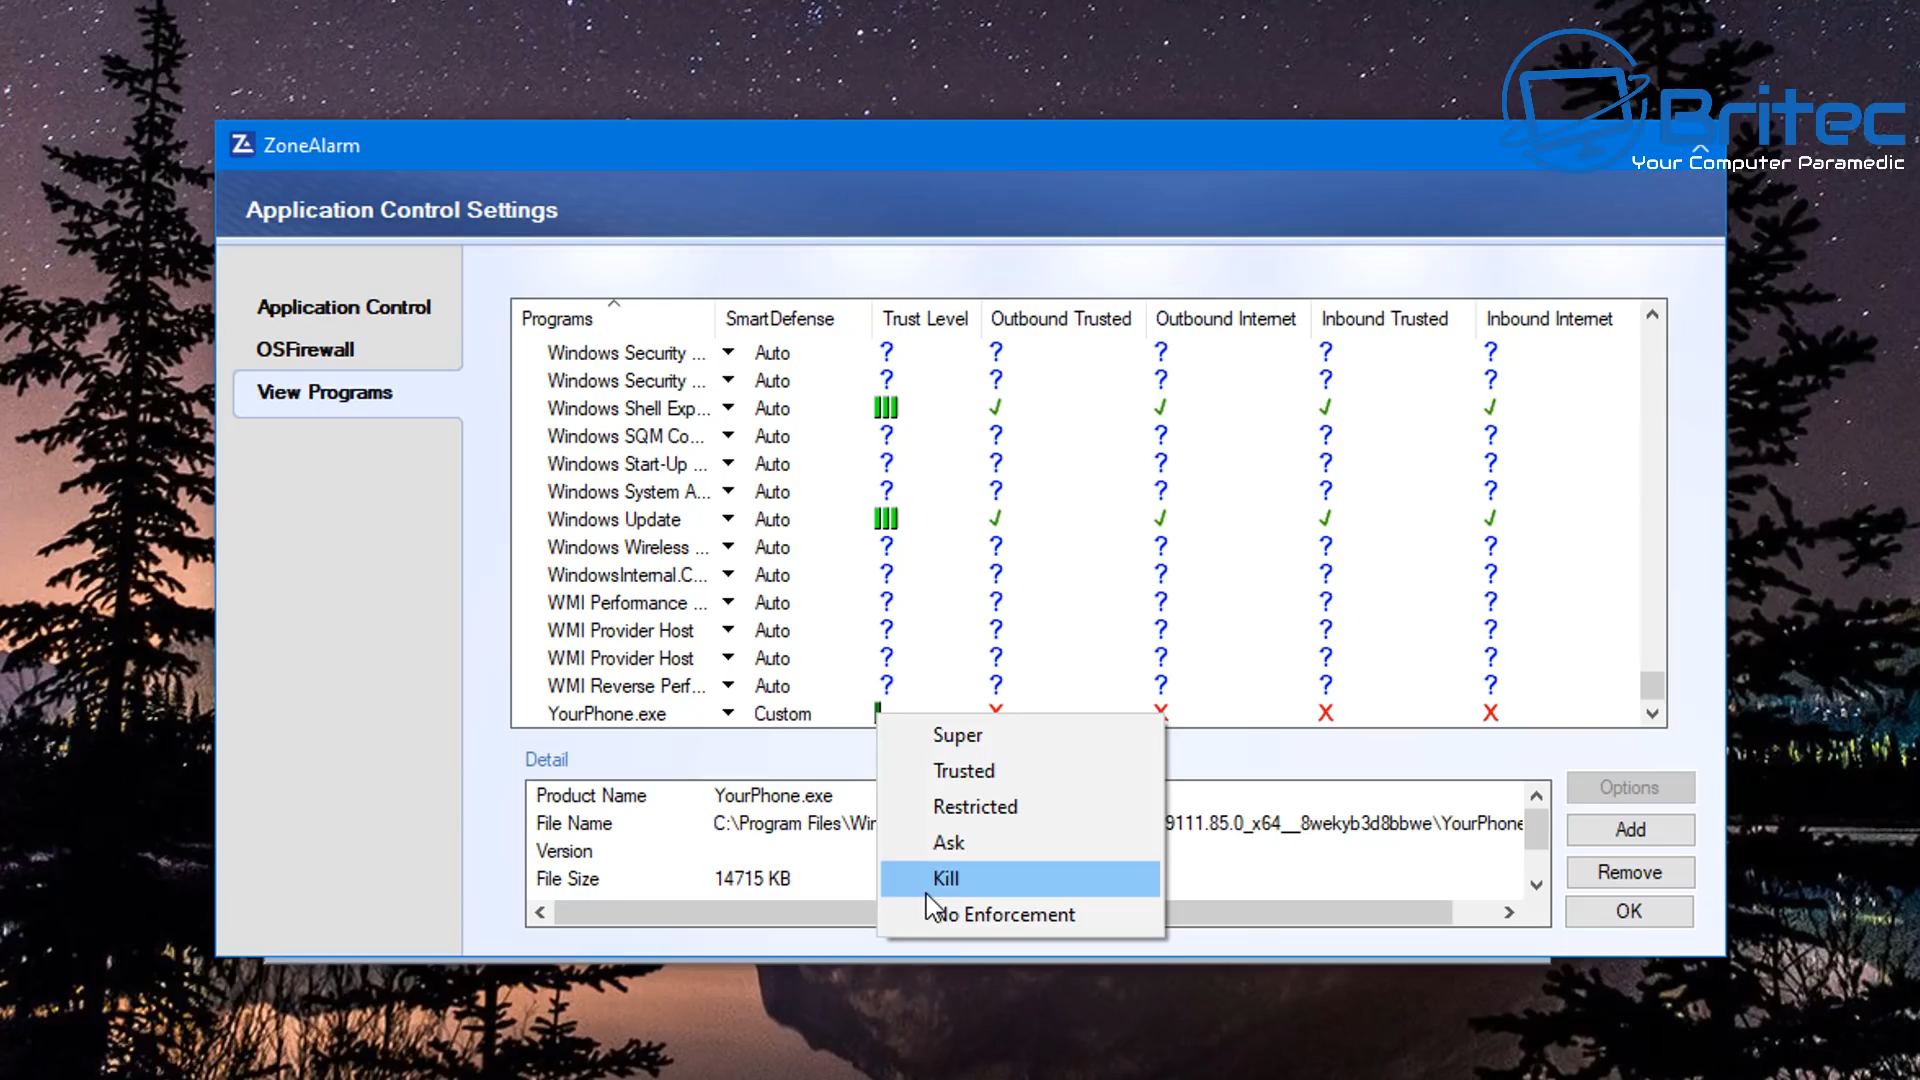 Britec
Your Computer Paramedic
ZoneAlarm
Application Control Settings
Application Control
OSFirewall
View Programs
Programs SmartDefense Trust Level Outbound Trusted Outbound Internet Inbound Trusted Inbound Internet
Windows Security ... Auto ? ? ? ? ?
Windows Security ... Auto ? ? ? ? ?
Windows Shell Exp... Auto
Windows SQM Co... Auto ? ? ? ? ?
Windows Start-Up ... Auto ? ? ? ? ?
Windows System A... Auto ? ? ? ? ?
Windows Update Auto
Windows Wireless ... Auto ? ? ? ? ?
WindowsInternal.C... Auto ? ? ? ? ?
WMI Performance ... Auto ? ? ? ? ?
WMI Provider Host Auto ? ? ? ? ?
WMI Provider Host Auto ? ? ? ? ?
WMI Reverse Perf... Auto ? ? ? ? ?
YourPhone.exe Custom X X X X
Super
Trusted
Restricted
Ask
Kill
No Enforcement
Detail
Product Name YourPhone.exe
File Name C:\Program Files\Win 9111.85.0_x64__8wekyb3d8bbwe\YourPhone
Version
File Size 14715 KB
Options
Add
Remove
OK